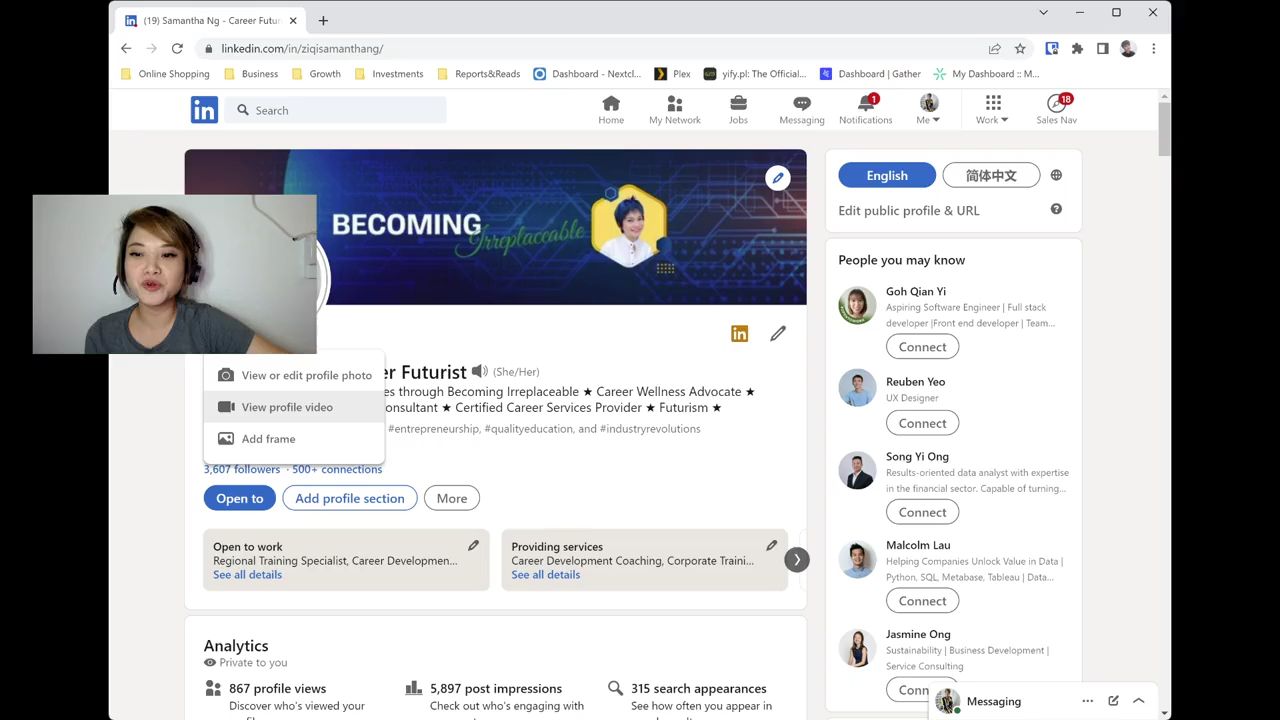 (19) Samantha Ng - Career Futur
linkedin.com/in/ziqisamanthang/
Online Shopping
Business
Growth
Investments
Reports&Reads
Dashboard - Nextcl...
Plex
yify.pl: The Official...
Dashboard | Gather
My Dashboard :: M...
in
Search
Home
My Network
Jobs
Messaging
1
Notifications
Me
Work
18
Sales Nav
BECOMING
Irreplaceable
English
简体中文
Edit public profile & URL
People you may know
Goh Qian Yi
Aspiring Software Engineer | Full stack
developer |Front end developer | Team...
Connect
Reuben Yeo
UX Designer
Connect
Song Yi Ong
Results-oriented data analyst with expertise
in the financial sector. Capable of turning...
Connect
Malcolm Lau
Helping Companies Unlock Value in Data |
Python, SQL, Metabase, Tableau | Data...
Connect
Jasmine Ong
Sustainability | Business Development |
Service Consulting
in
View or edit profile photo
View profile video
Add frame
er Futurist (She/Her)
es through Becoming Irreplaceable ★ Career Wellness Advocate ★
onsultant ★ Certified Career Services Provider ★ Futurism ★
#entrepreneurship, #qualityeducation, and #industryrevolutions
3,607 followers · 500+ connections
Open to
Add profile section
More
Open to work
Regional Training Specialist, Career Developmen...
See all details
Providing services
Career Development Coaching, Corporate Traini...
See all details
Analytics
Private to you
867 profile views
Discover who's viewed your
5,897 post impressions
Check out who's engaging with
315 search appearances
See how often you appear in
Messaging